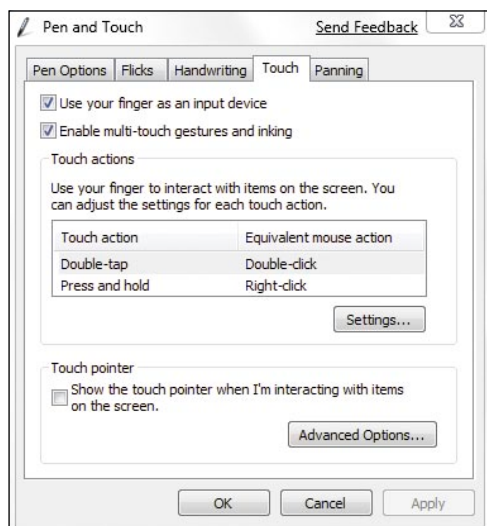 Pen and Touch Send Feedback
Pen Options Flicks Handwriting Touch Panning
Use your finger as an input device
Enable multi-touch gestures and inking
Touch actions
Use your finger to interact with items on the screen. You
can adjust the settings for each touch action.
Touch action Equivalent mouse action
Double-tap Double-click
Press and hold Right-click
Settings...
Touch pointer
Show the touch pointer when I'm interacting with items
on the screen.
Advanced Options...
OK Cancel Apply